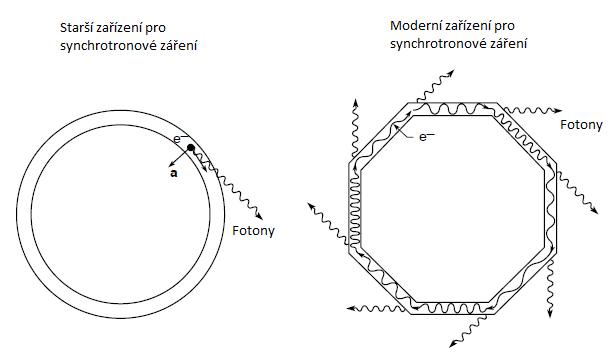 Starší zařízení pro
synchrotronové záření
Moderní zařízení pro
synchrotronové záření
e—
a
Fotony
e—
Fotony